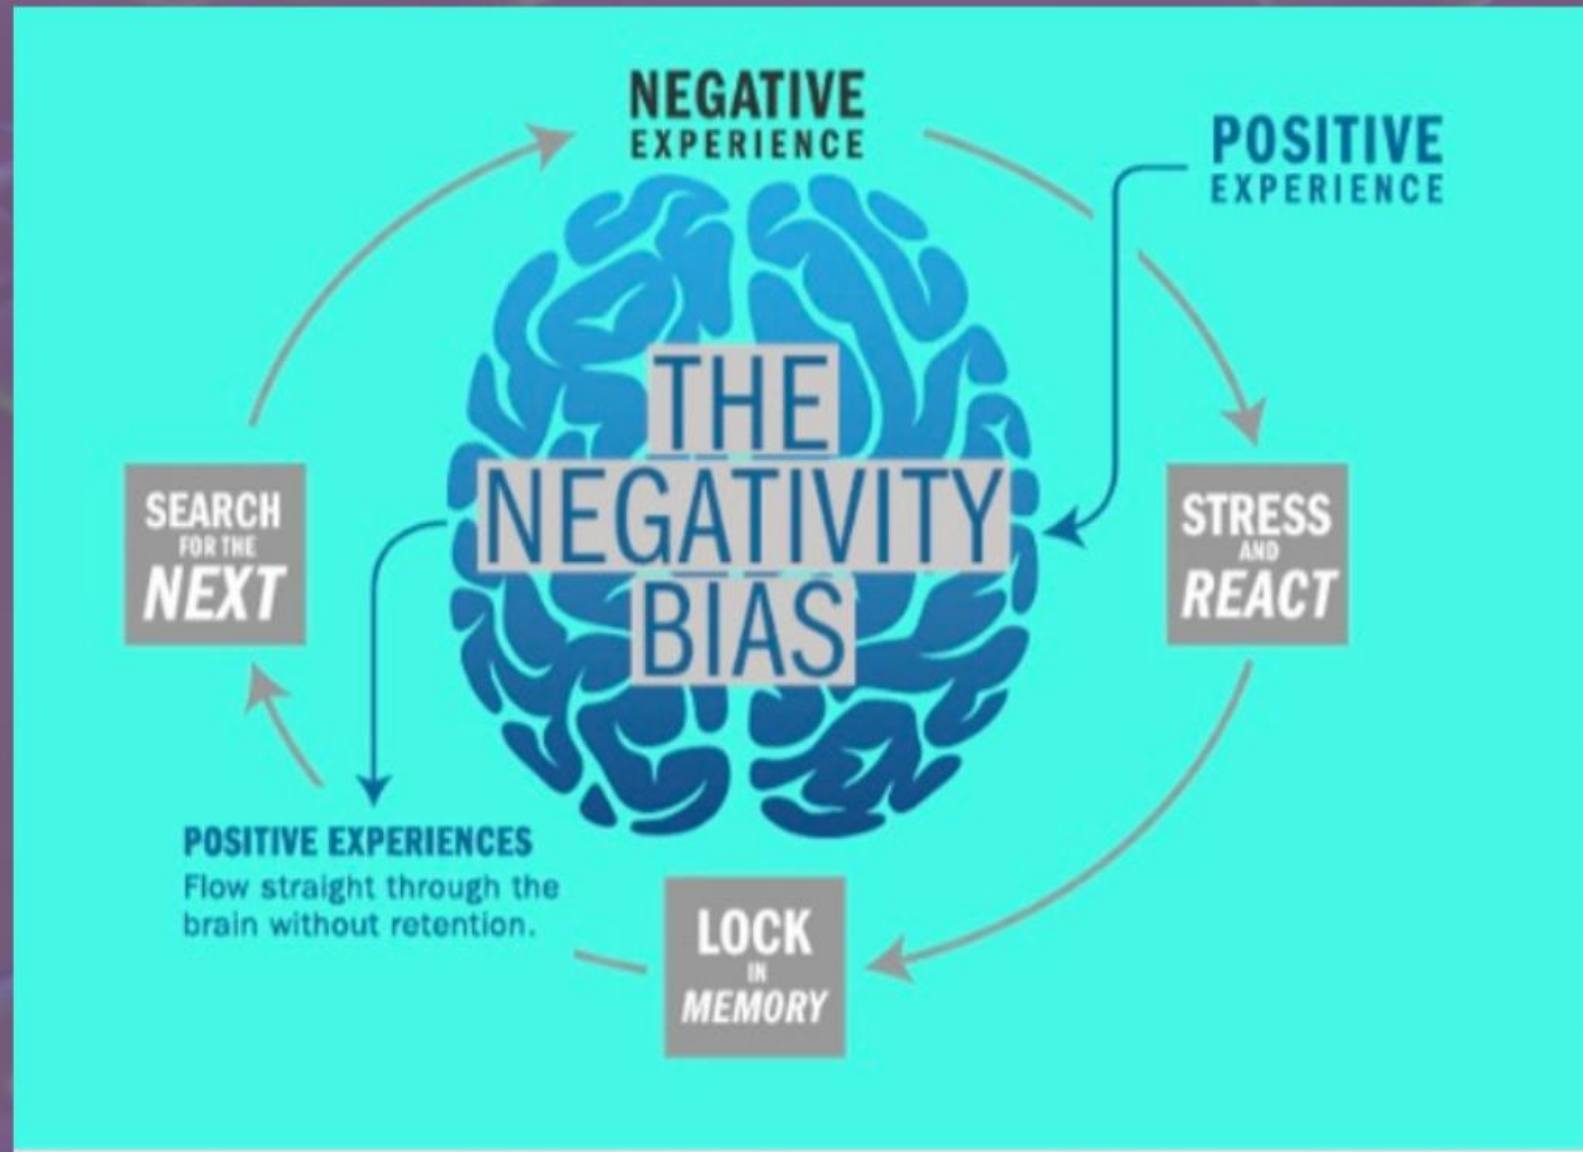 NEGATIVE
EXPERIENCE
POSITIVE
EXPERIENCE
THE
NEGATIVITY
BIAS
STRESS
AND
REACT
LOCK
IN
MEMORY
POSITIVE EXPERIENCES
Flow straight through the
brain without retention.
SEARCH
FOR THE
NEXT